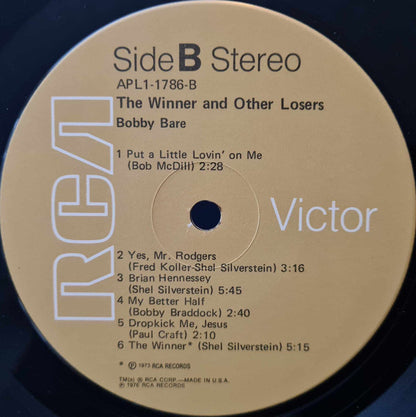 Side B Stereo
APL1-1786-B
The Winner and Other Losers
Bobby Bare
1 Put a Little Lovin' on Me
(Bob McDill) 2:28
RCA
Victor
2 Yes, Mr. Rodgers
(Fred Koller-Shel Silverstein) 3:16
3 Brian Hennessey
(Shel Silverstein) 5:45
4 My Better Half
(Bobby Braddock) 2:40
5 Dropkick Me, Jesus
(Paul Craft) 2:30
6 The Winner* (Shel Silverstein) 5:15
* Ⓟ 1973 RCA RECORDS
TM(s) ® RCA CORP.—MADE IN U.S.A.
Ⓟ 1976 RCA RECORDS